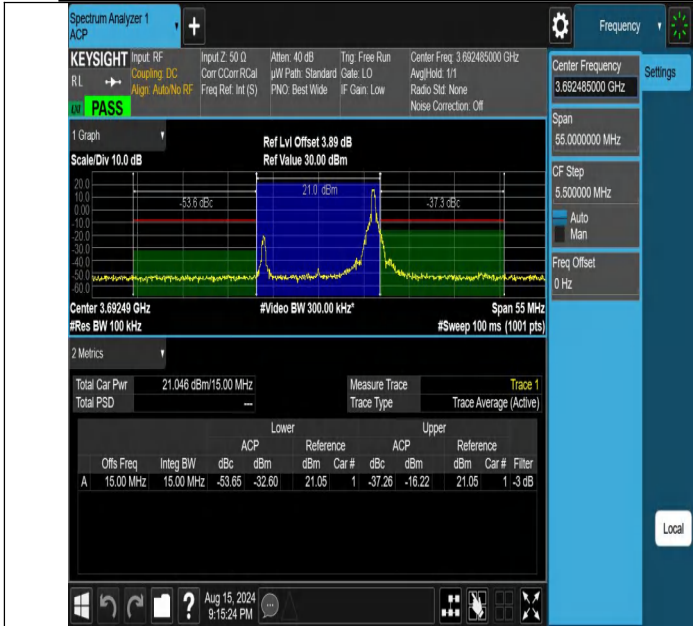 Spectrum Analyzer 1
ACP
+
Frequency
KEYSIGHT
RL
PASS
Input: RF
Coupling: DC
Align: Auto/No RF
Input Z: 50 Ω
Corr CCorr RCal
Freq Ref: Int (S)
Atten: 40 dB
µW Path: Standard
PNO: Best Wide
Trig: Free Run
Gate: LO
IF Gain: Low
Center Freq: 3.692485000 GHz
Avg|Hold: 1/1
Radio Std: None
Noise Correction: Off
Center Frequency
3.692485000 GHz
Settings
Span
55.0000000 MHz
CF Step
5.500000 MHz
Auto
Man
Freq Offset
0 Hz
Local
1 Graph
Scale/Div 10.0 dB
Ref Lvl Offset 3.89 dB
Ref Value 30.00 dBm
20.0
10.0
0.00
-10.0
-20.0
-30.0
-40.0
-50.0
-60.0
-53.6 dBc
21.0 dBm
-37.3 dBc
Center 3.69249 GHz
#Video BW 300.00 kHz*
Span 55 MHz
#Res BW 100 kHz
#Sweep 100 ms (1001 pts)
2 Metrics
Total Car Pwr 21.046 dBm/15.00 MHz
Total PSD ---
Measure Trace Trace 1
Trace Type Trace Average (Active)
Lower Upper
ACP Reference ACP Reference
Offs Freq Integ BW dBc dBm dBm Car # dBc dBm dBm Car # Filter
A 15.00 MHz 15.00 MHz -53.65 -32.60 21.05 1 -37.26 -16.22 21.05 1 -3 dB
?
Aug 15, 2024
9:15:24 PM